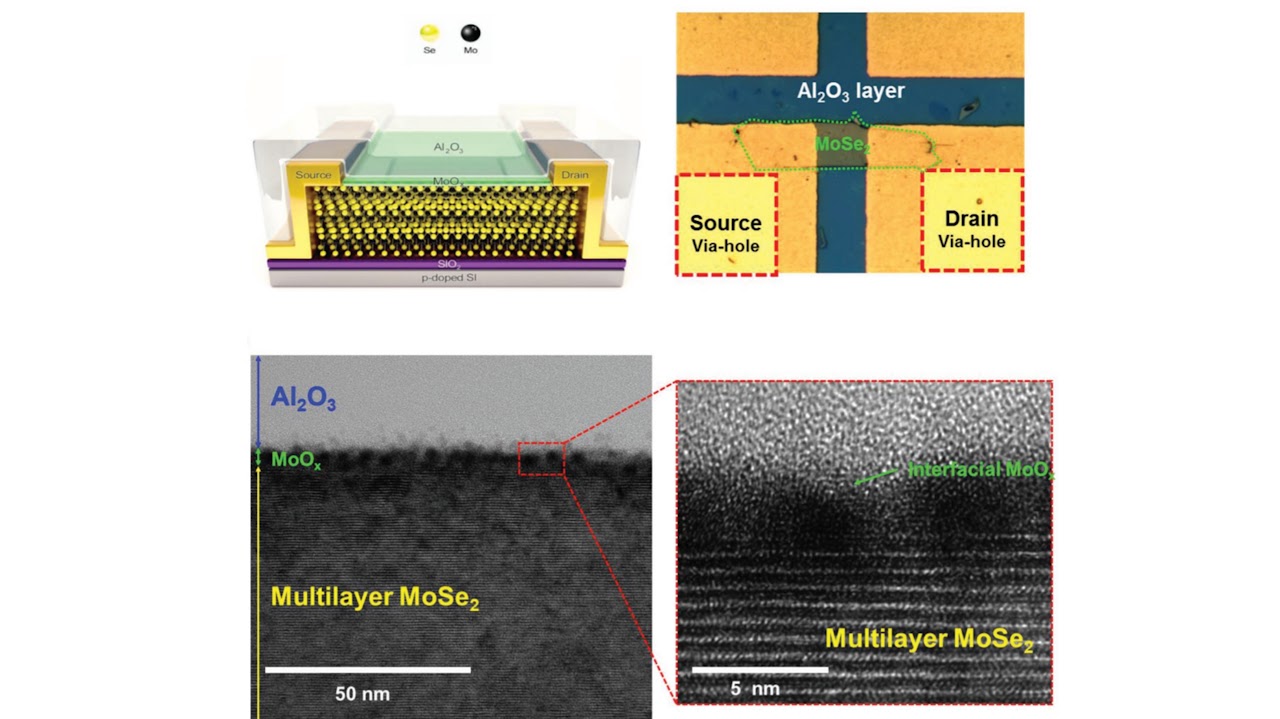 Se Mo
Al₂O₃
Source
MoOₓ
Drain
SiO₂
p-doped Si
Al₂O₃ layer
MoSe₂
Source
Via-hole
Drain
Via-hole
Al₂O₃
MoOₓ
Multilayer MoSe₂
50 nm
Interfacial MoOₓ
Multilayer MoSe₂
5 nm